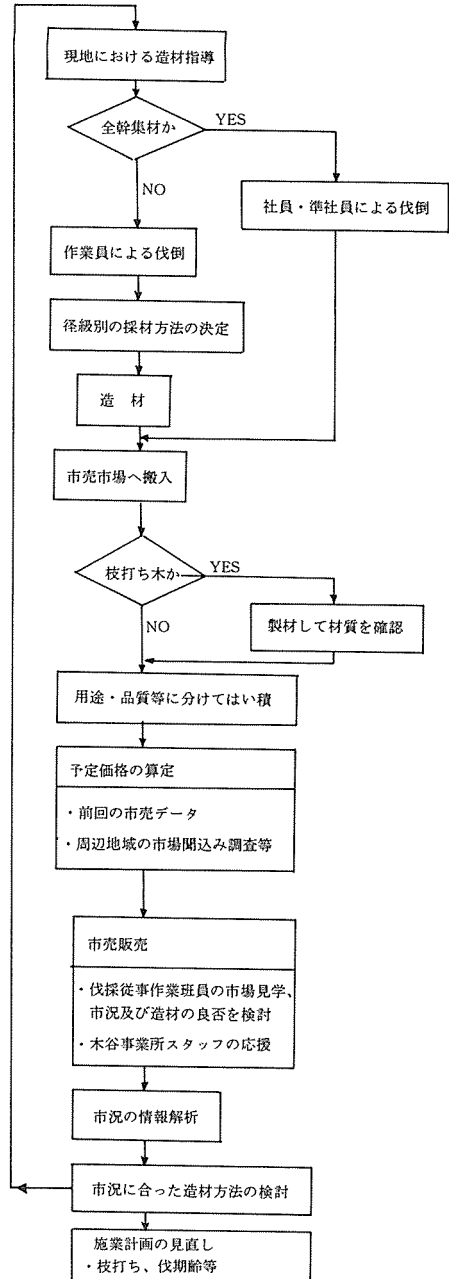 現地における造材指導
全幹集材か
YES
NO
社員・準社員による伐倒
作業員による伐倒
径級別の採材方法の決定
造 材
市売市場へ搬入
枝打ち木か
YES
NO
製材して材質を確認
用途・品質等に分けてはい積
予定価格の算定
・前回の市売データ
・周辺地域の市場聞込み調査等
市売販売
・伐採従事作業班員の市場見学、
市況及び造材の良否を検討
・木谷事業所スタッフの応援
市況の情報解析
市況に合った造材方法の検討
施業計画の見直し
・枝打ち、伐期齢等